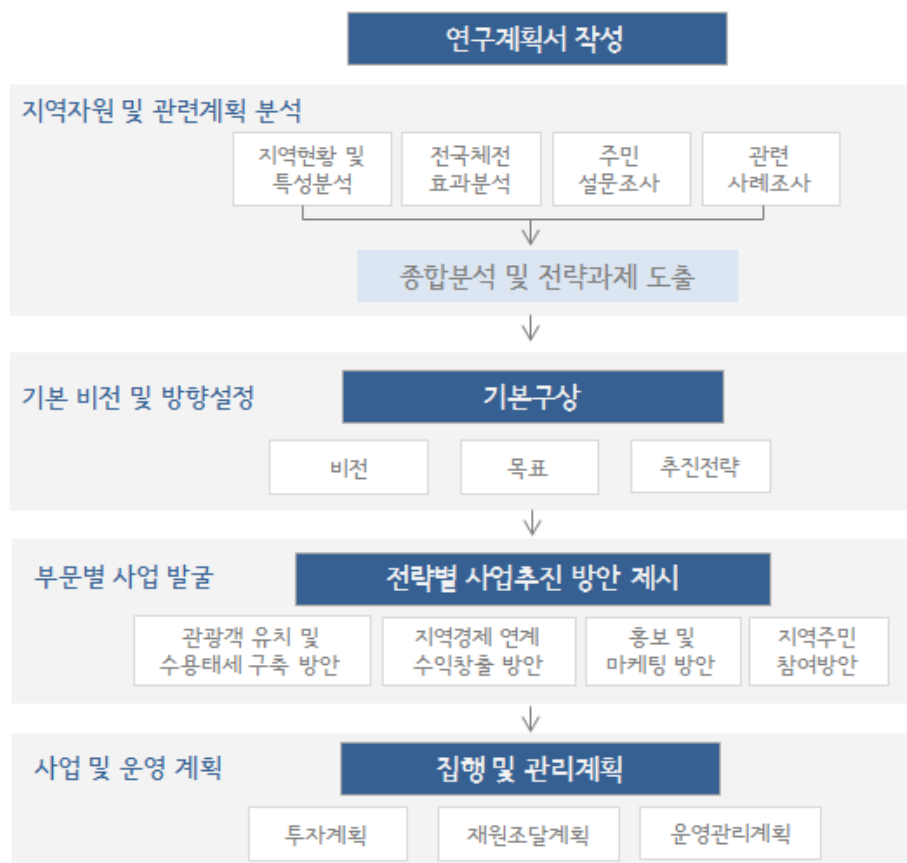 연구계획서 작성
지역자원 및 관련계획 분석
지역현황 및
특성분석
전국체전
효과분석
주민
설문조사
관련
사례조사
종합분석 및 전략과제 도출
기본 비전 및 방향설정
기본구상
비전
목표
추진전략
부문별 사업 발굴
전략별 사업추진 방안 제시
관광객 유치 및
수용태세 구축 방안
지역경제 연계
수익창출 방안
홍보 및
마케팅 방안
지역주민
참여방안
사업 및 운영 계획
집행 및 관리계획
투자계획
재원조달계획
운영관리계획